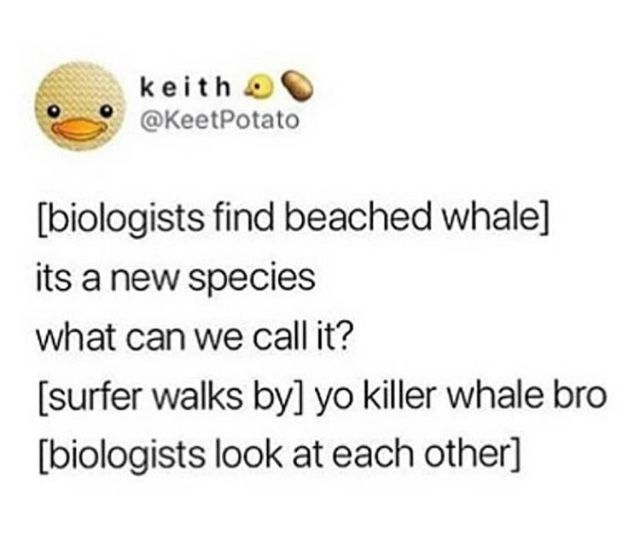 keith 🐤🥔
@KeetPotato
[biologists find beached whale]
its a new species
what can we call it?
[surfer walks by] yo killer whale bro
[biologists look at each other]